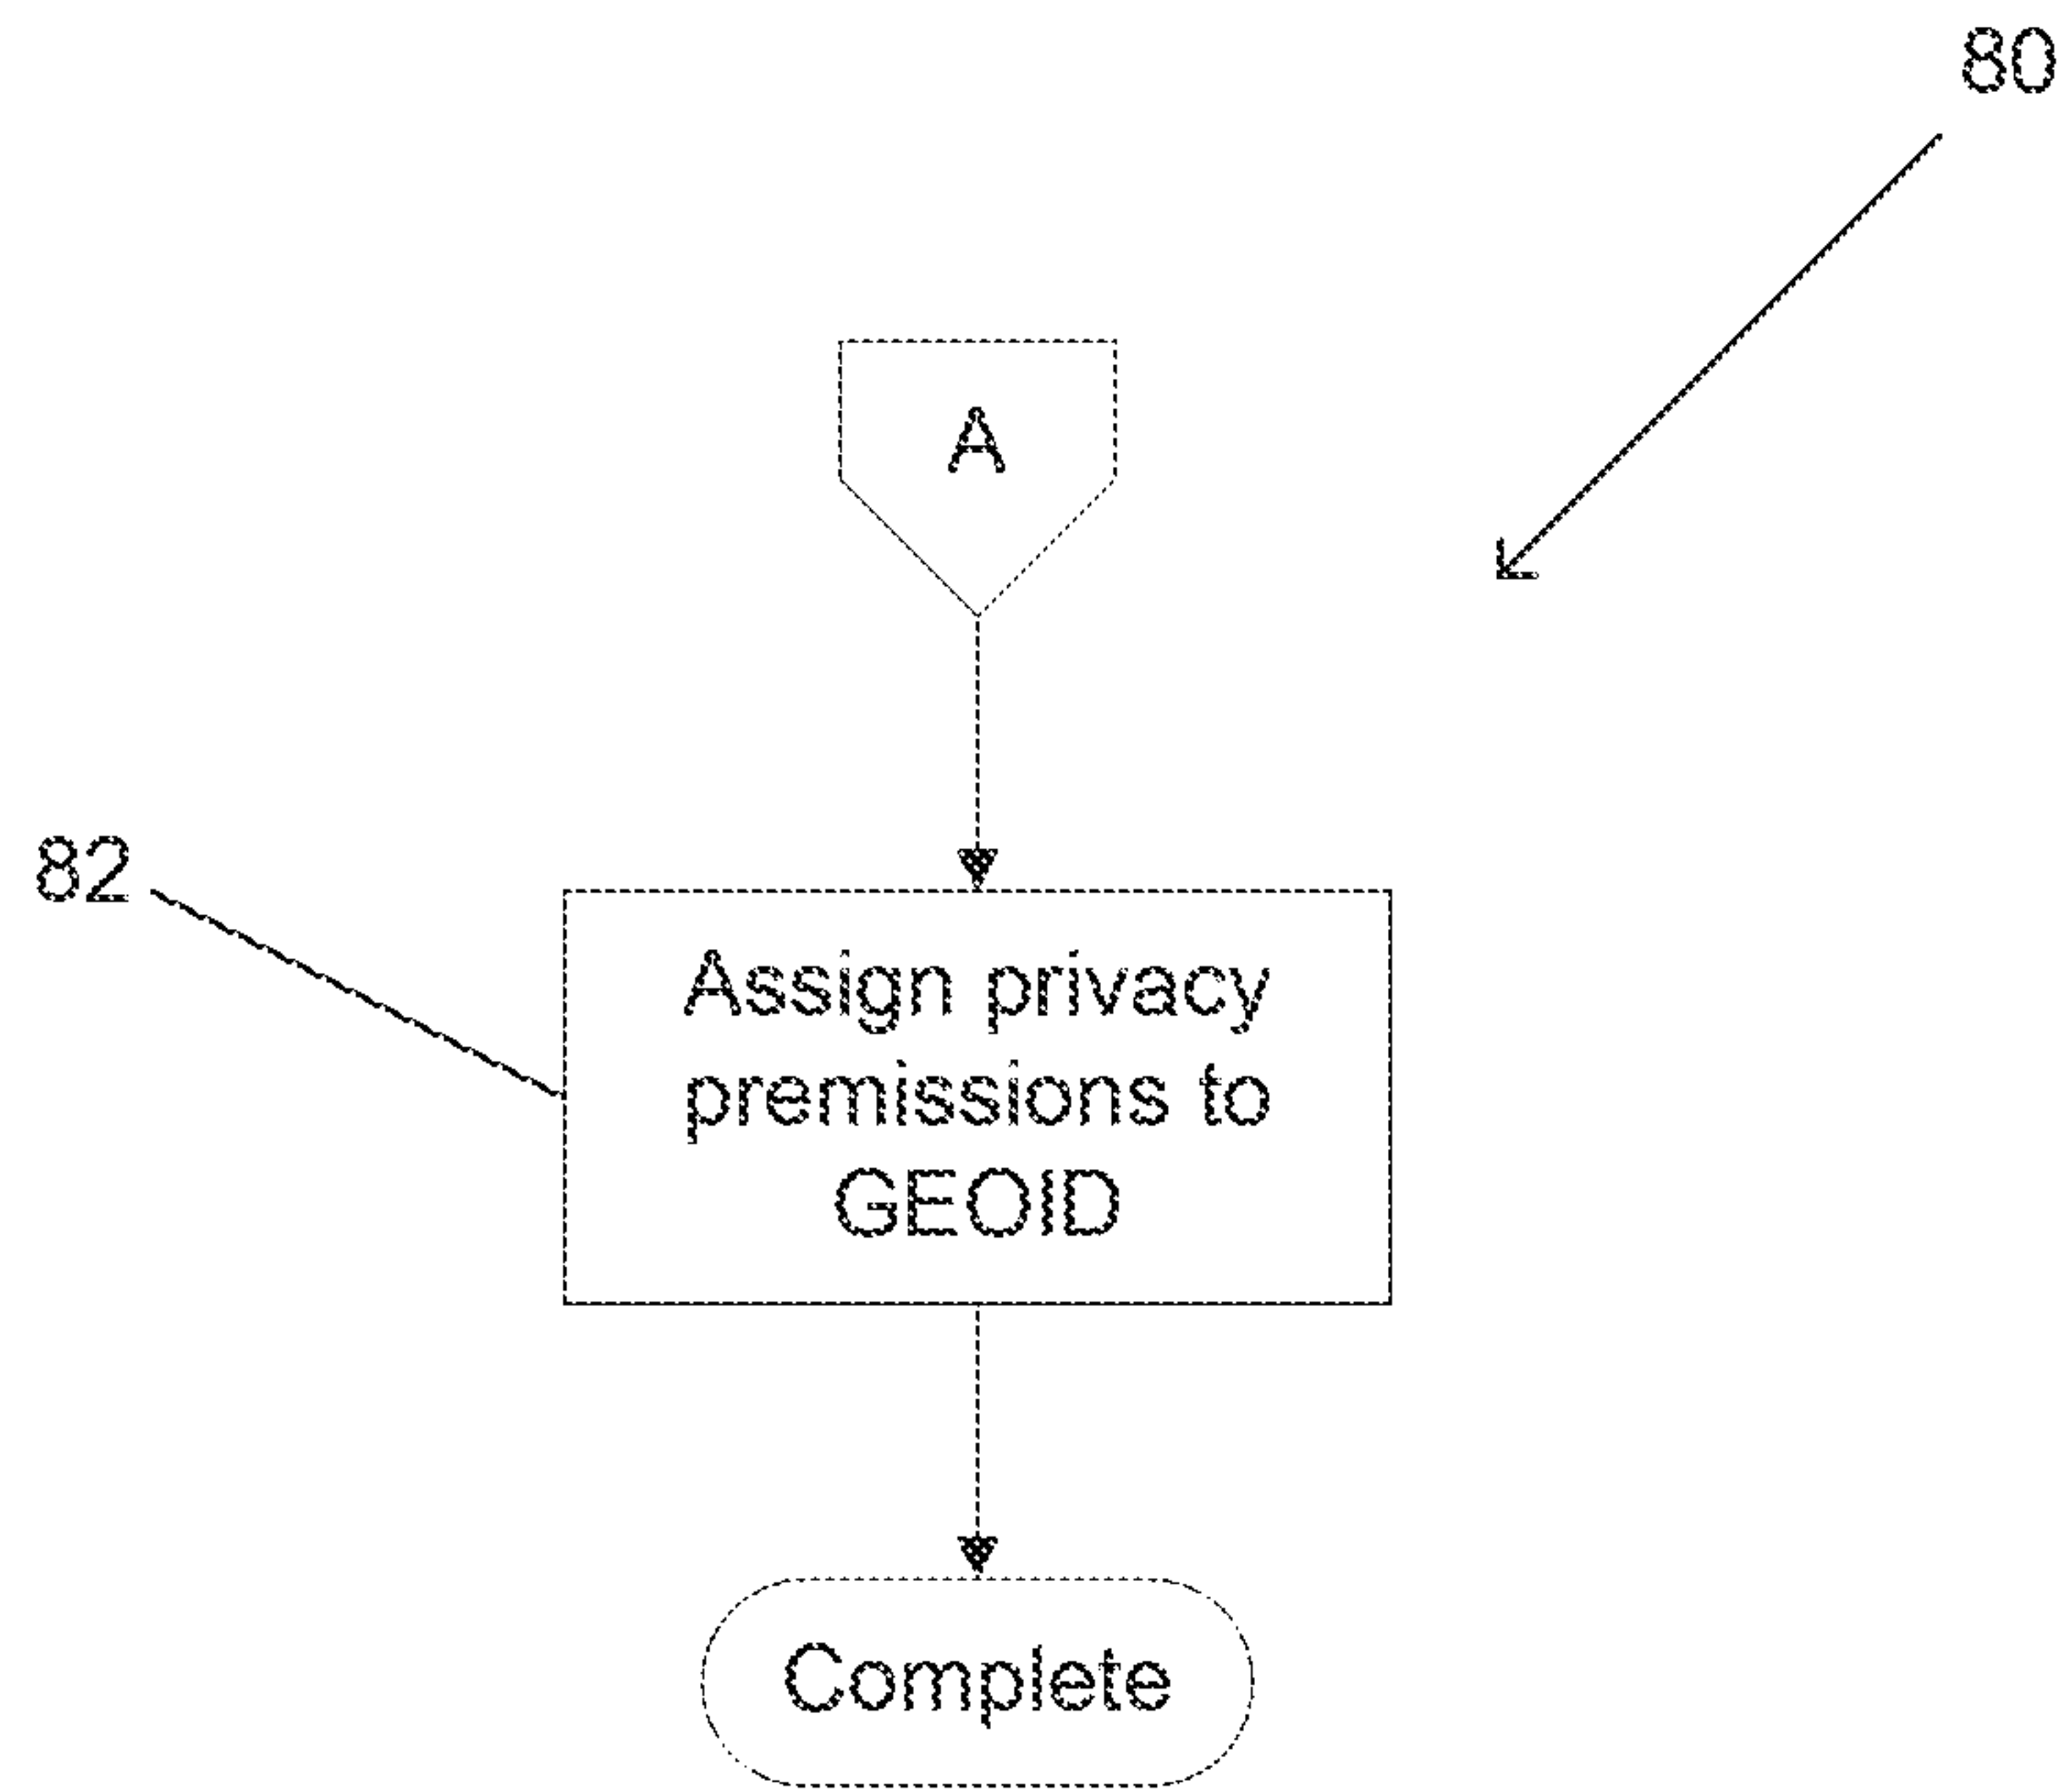 80
A
82
Assign privacy
premissions to
GEOID
Complete